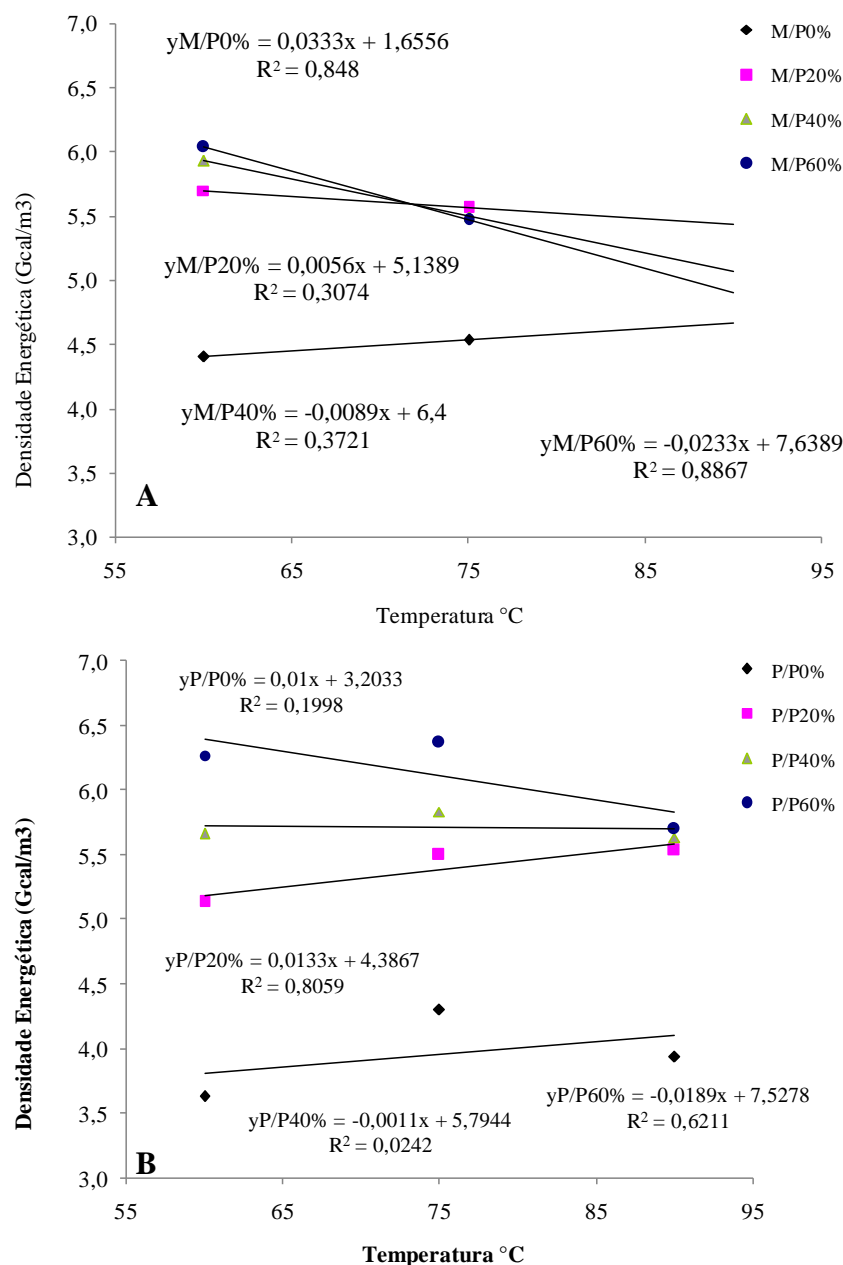 7,0
6,5
6,0
5,5
5,0
4,5
4,0
3,5
3,0
Densidade Energética (Gcal/m3)
yM/P0% = 0,0333x + 1,6556
R² = 0,848
yM/P20% = 0,0056x + 5,1389
R² = 0,3074
yM/P40% = -0,0089x + 6,4
R² = 0,3721
yM/P60% = -0,0233x + 7,6389
R² = 0,8867
M/P0%
M/P20%
M/P40%
M/P60%
A
55 65 75 85 95
Temperatura °C
7,0
6,5
6,0
5,5
5,0
4,5
4,0
3,5
3,0
Densidade Energética (Gcal/m3)
yP/P0% = 0,01x + 3,2033
R² = 0,1998
yP/P20% = 0,0133x + 4,3867
R² = 0,8059
yP/P40% = -0,0011x + 5,7944
R² = 0,0242
yP/P60% = -0,0189x + 7,5278
R² = 0,6211
P/P0%
P/P20%
P/P40%
P/P60%
B
55 65 75 85 95
Temperatura °C